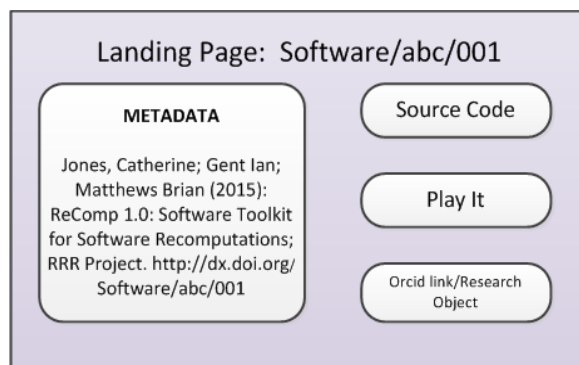 Landing Page:  Software/abc/001
METADATA
Jones, Catherine; Gent Ian;
Matthews Brian (2015):
ReComp 1.0: Software Toolkit
for Software Recomputations;
RRR Project. http://dx.doi.org/
Software/abc/001
Source Code
Play It
Orcid link/Research
Object